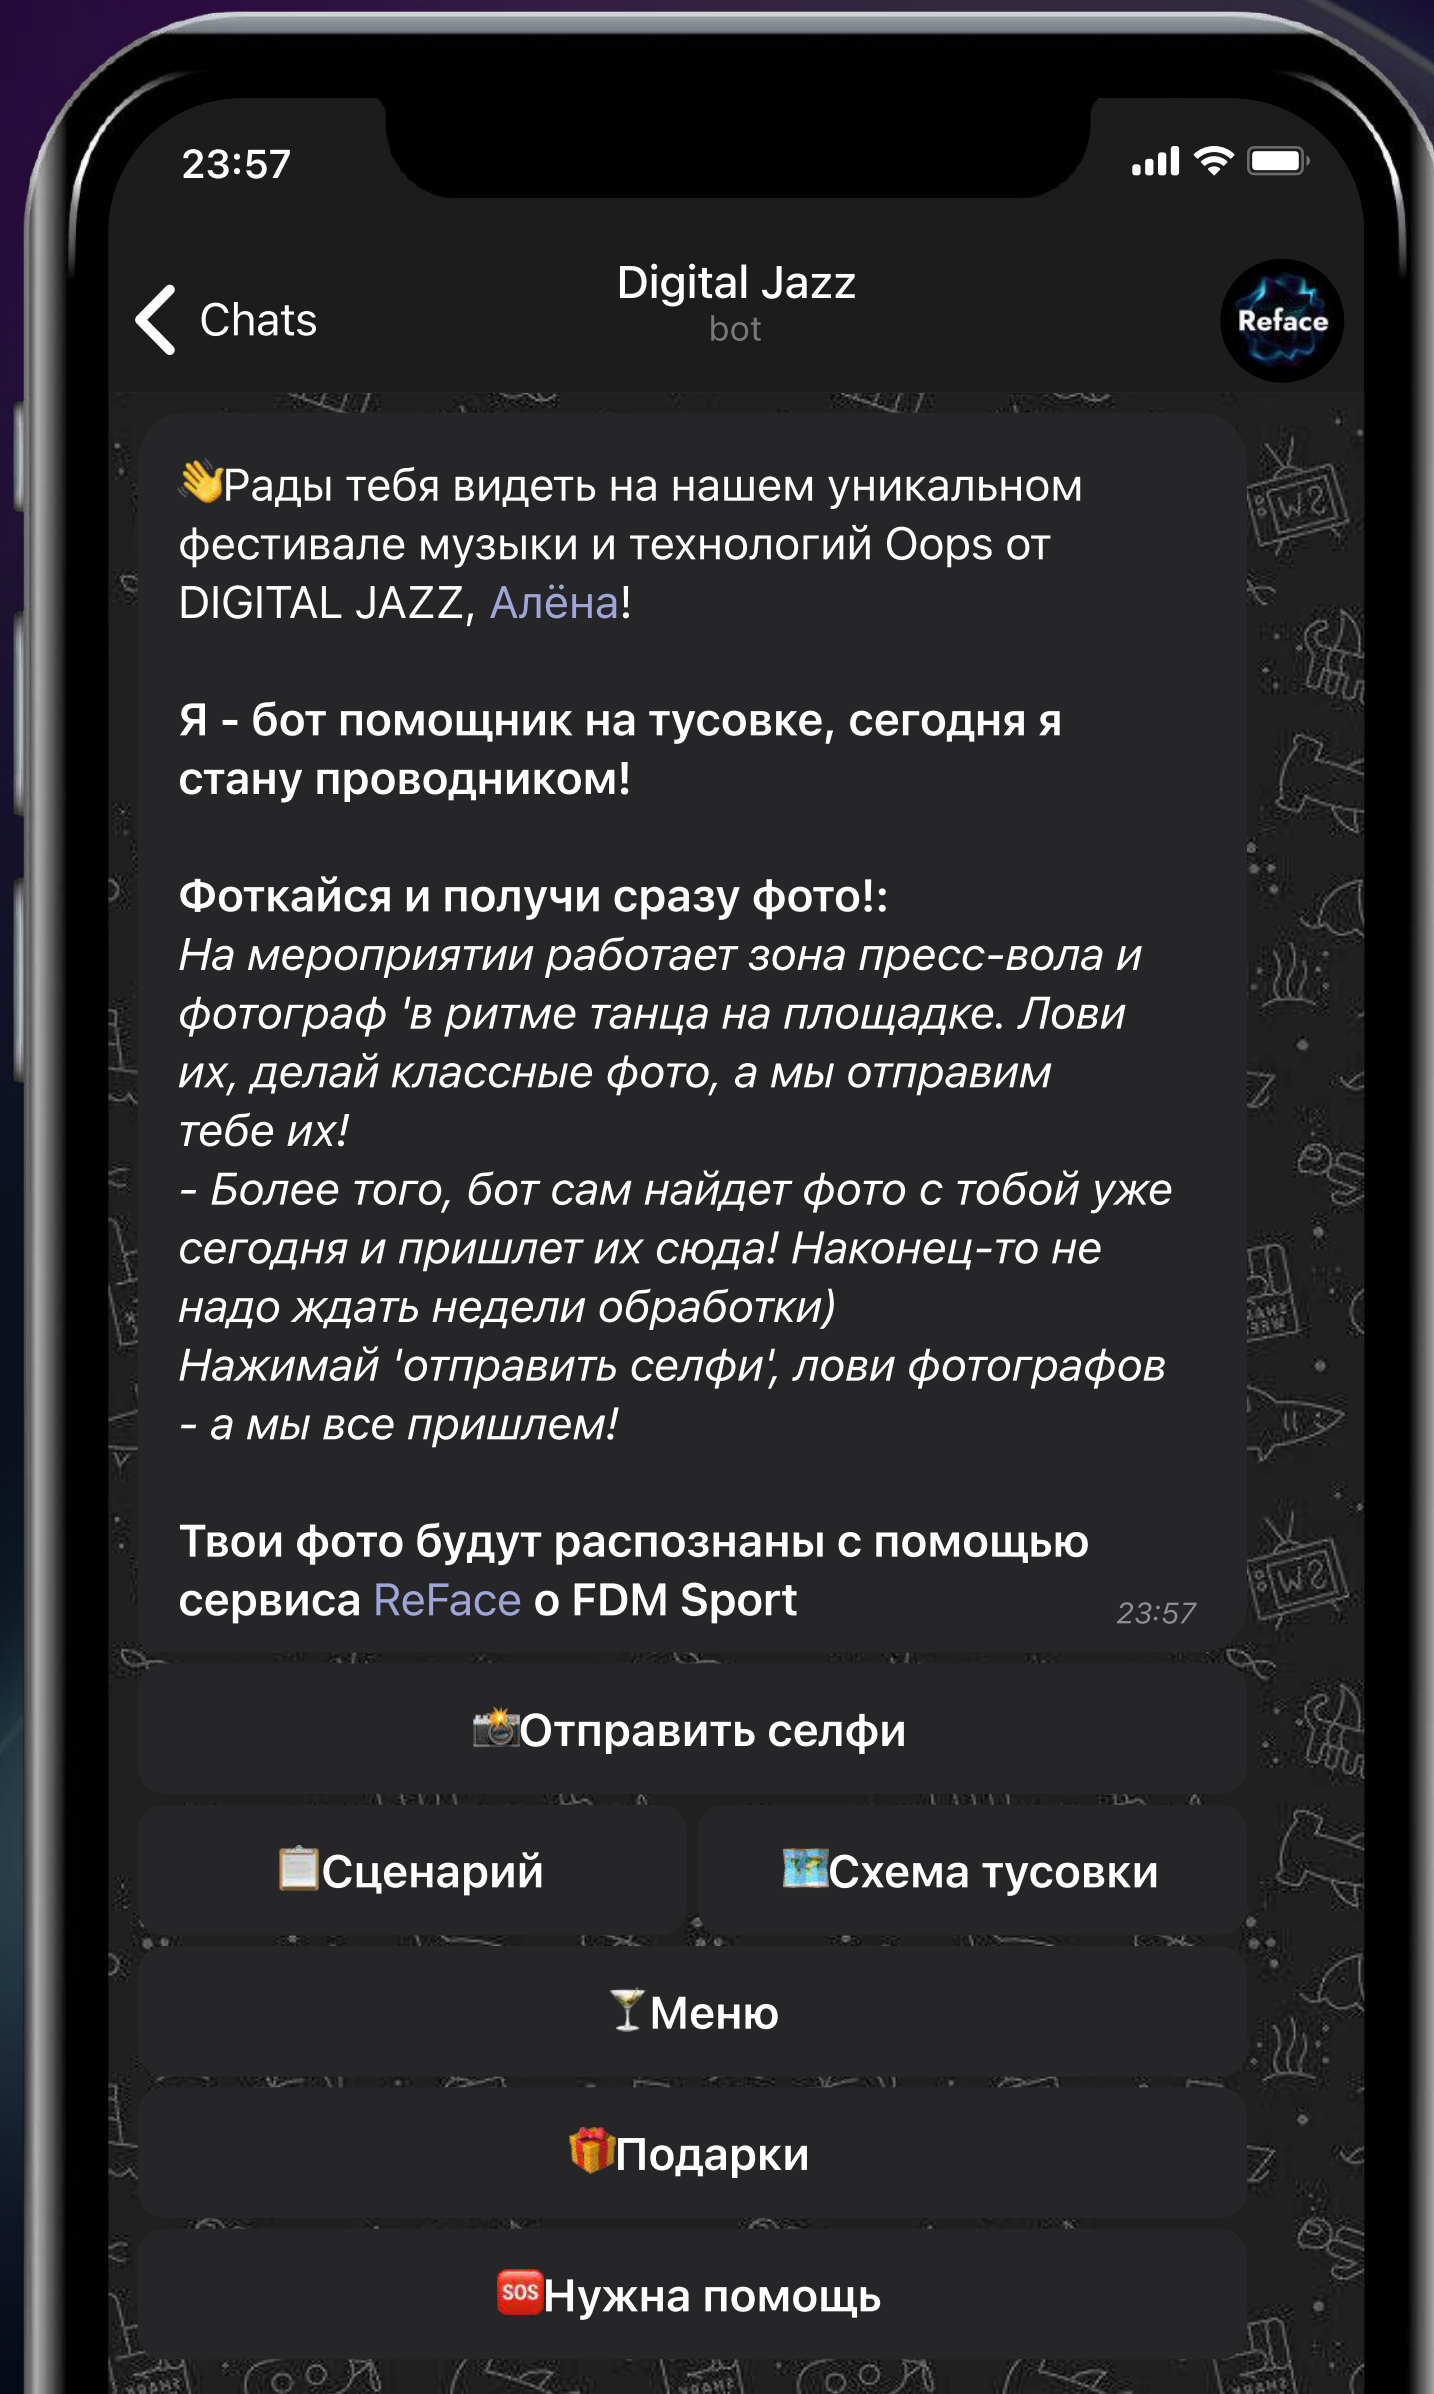 23:57
Digital Jazz
Chats
bot
Reface
👋Рады тебя видеть на нашем уникальном
фестивале музыки и технологий Oops от
DIGITAL JAZZ, Алёна!
Я - бот помощник на тусовке, сегодня я
стану проводником!
Фоткайся и получи сразу фото!:
На мероприятии работает зона пресс-вола и
фотограф 'в ритме танца на площадке. Лови
их, делай классные фото, а мы отправим
тебе их!
- Более того, бот сам найдет фото с тобой уже
сегодня и пришлет их сюда! Наконец-то не
надо ждать недели обработки)
Нажимай 'отправить селфи', лови фотографов
- а мы все пришлем!
Твои фото будут распознаны с помощью
сервиса ReFace о FDM Sport
23:57
📸Отправить селфи
📋Сценарий
🗺️Схема тусовки
🍸Меню
🎁Подарки
🆘Нужна помощь